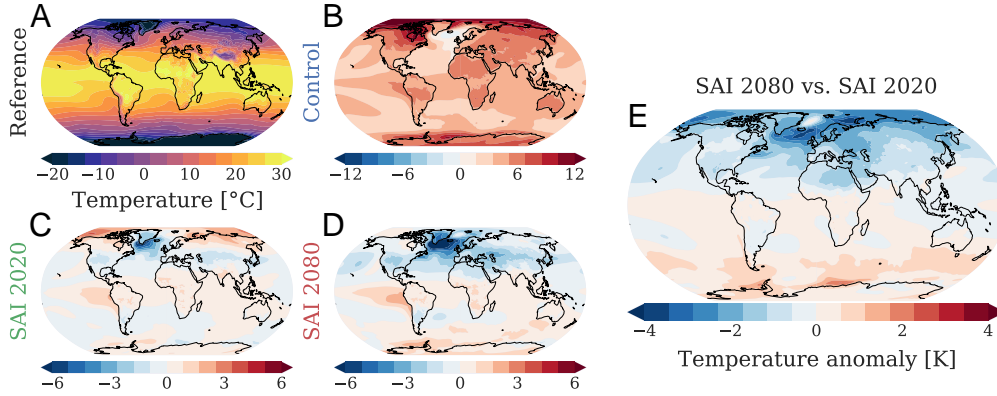 A
Reference
−20 −10 0 10 20 30
Temperature [°C]
B
Control
−12 −6 0 6 12
C
SAI 2020
−6 −3 0 3 6
D
SAI 2080
−6 −3 0 3 6
SAI 2080 vs. SAI 2020
E
−4 −2 0 2 4
Temperature anomaly [K]